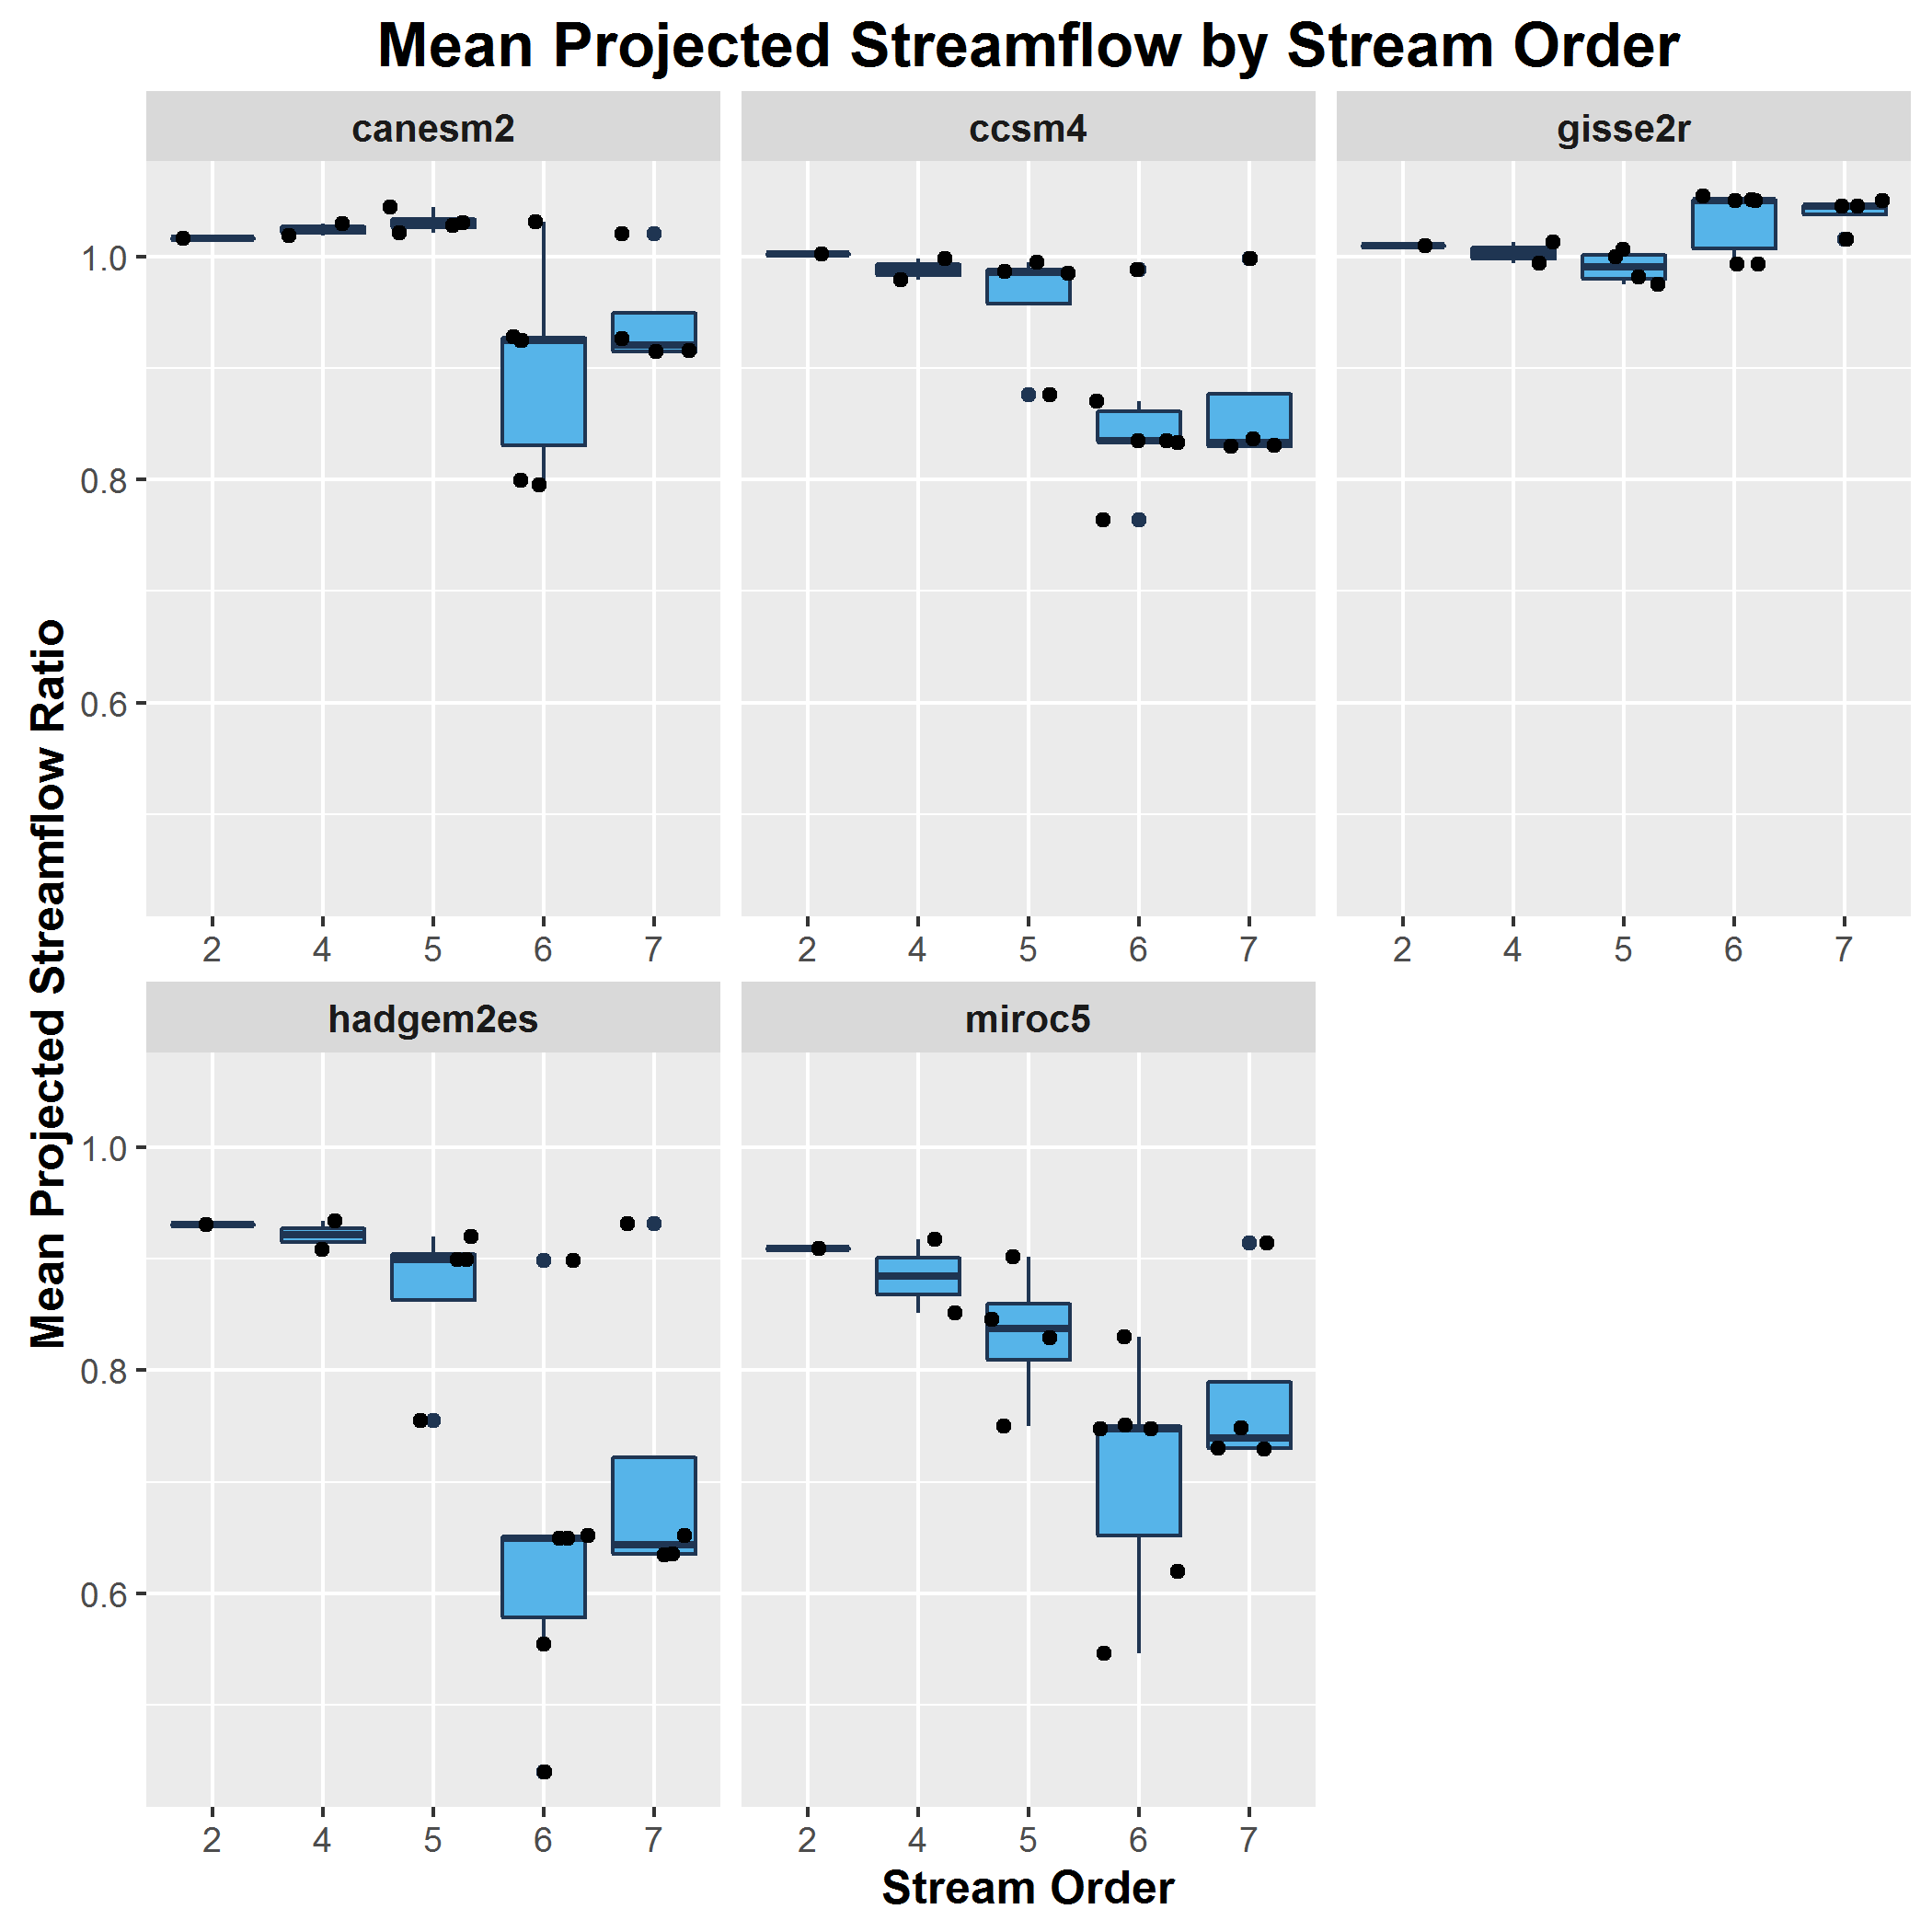 Mean Projected Streamflow by Stream Order
canesm2
ccsm4
gisse2r
1.0
0.8
0.6
2 4 5 6 7
2 4 5 6 7
2 4 5 6 7
Mean Projected Streamflow Ratio
hadgem2es
miroc5
1.0
0.8
0.6
2 4 5 6 7
2 4 5 6 7
Stream Order